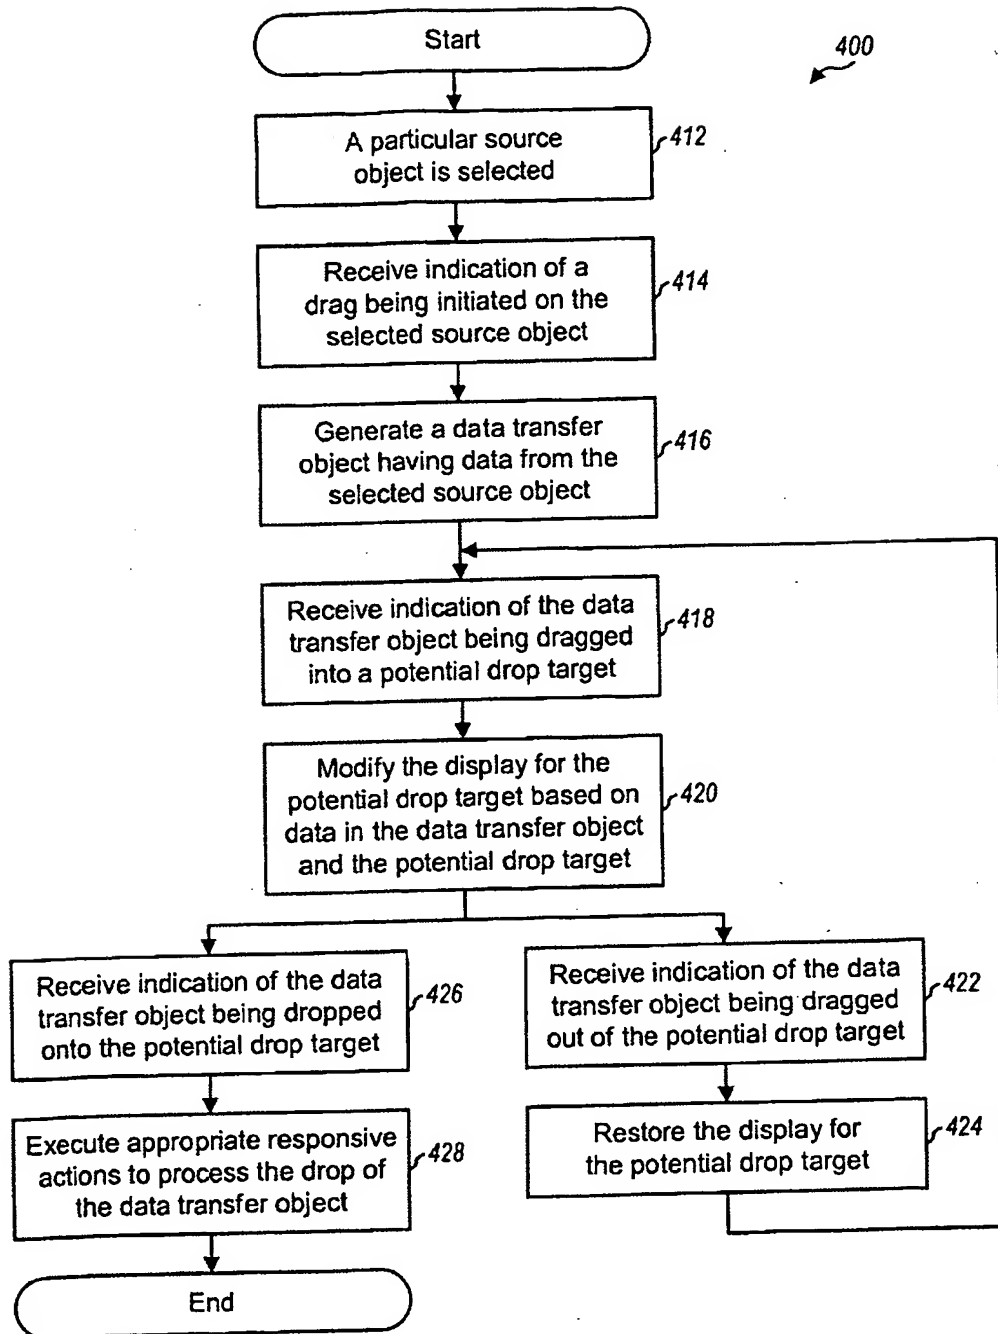 Start
400
A particular source
object is selected
412
Receive indication of a
drag being initiated on the
selected source object
414
Generate a data transfer
object having data from the
selected source object
416
Receive indication of the data
transfer object being dragged
into a potential drop target
418
Modify the display for the
potential drop target based on
data in the data transfer object
and the potential drop target
420
Receive indication of the data
transfer object being dropped
onto the potential drop target
426
Receive indication of the data
transfer object being dragged
out of the potential drop target
422
Execute appropriate responsive
actions to process the drop of
the data transfer object
428
Restore the display for
the potential drop target
424
End